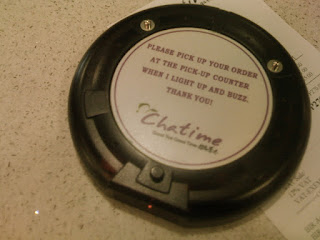 PLEASE PICK UP YOUR ORDER
AT THE PICK-UP COUNTER
WHEN I LIGHT UP AND BUZZ.
THANK YOU!
Chatime